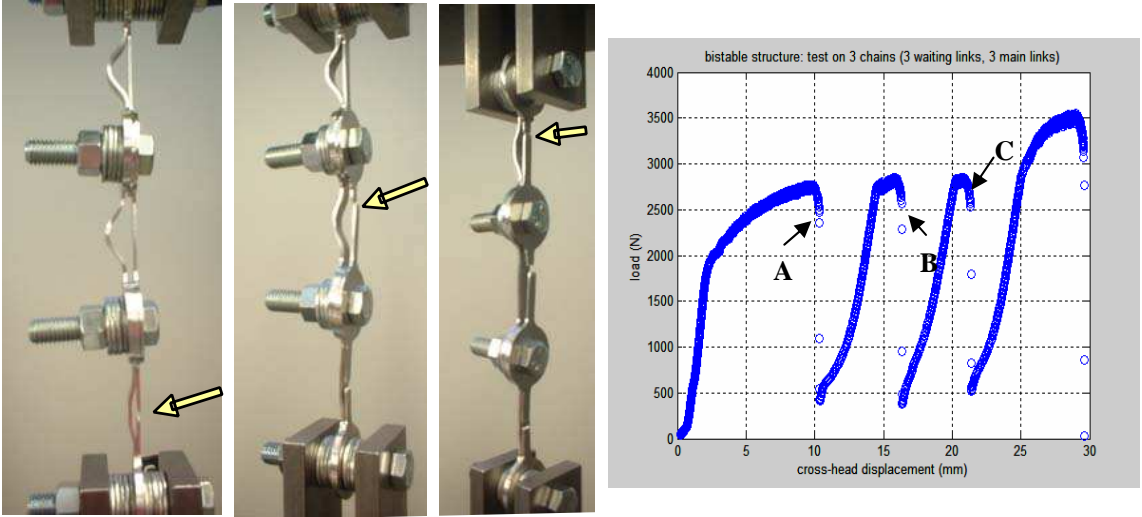 bistable structure: test on 3 chains (3 waiting links, 3 main links)
4000
3500
3000
2500
2000
1500
1000
500
0
load (N)
A
B
C
0
5
10
15
20
25
30
cross-head displacement (mm)